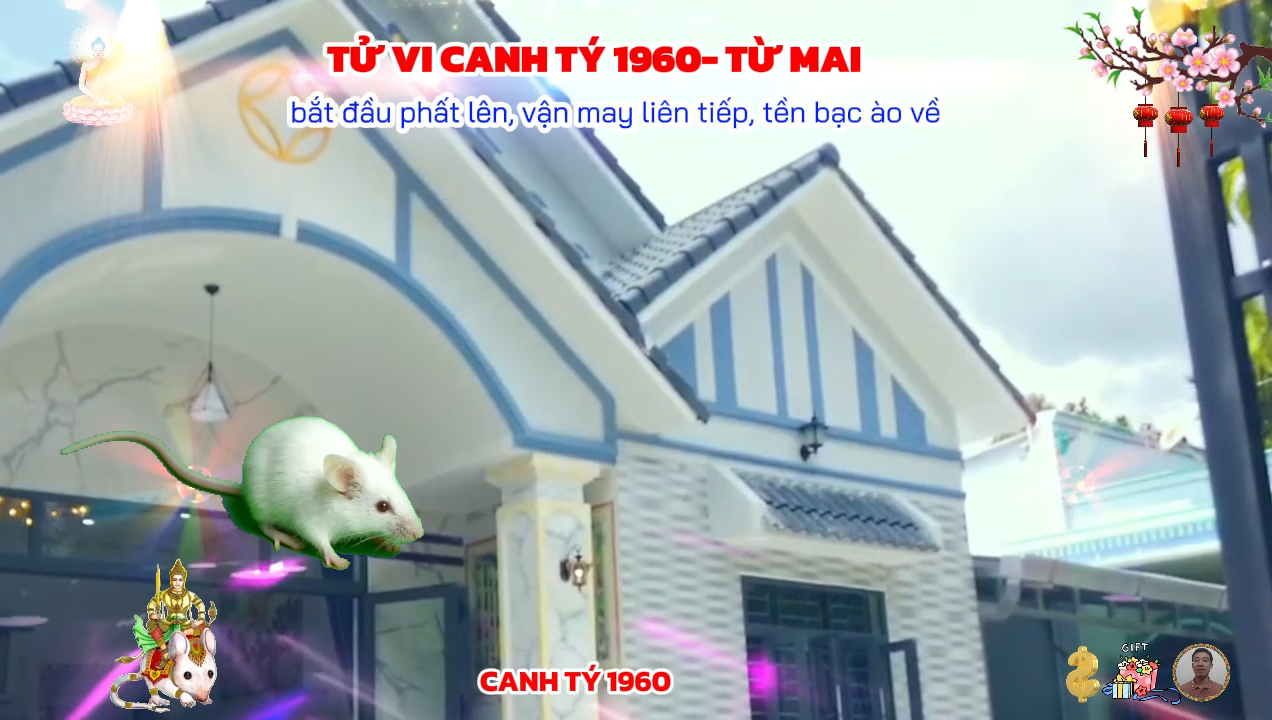 TỬ VI CANH TÝ 1960- TỪ MAI
bắt đầu phất lên, vận may liên tiếp, tền bạc ào về
GIFT
CANH TÝ 1960